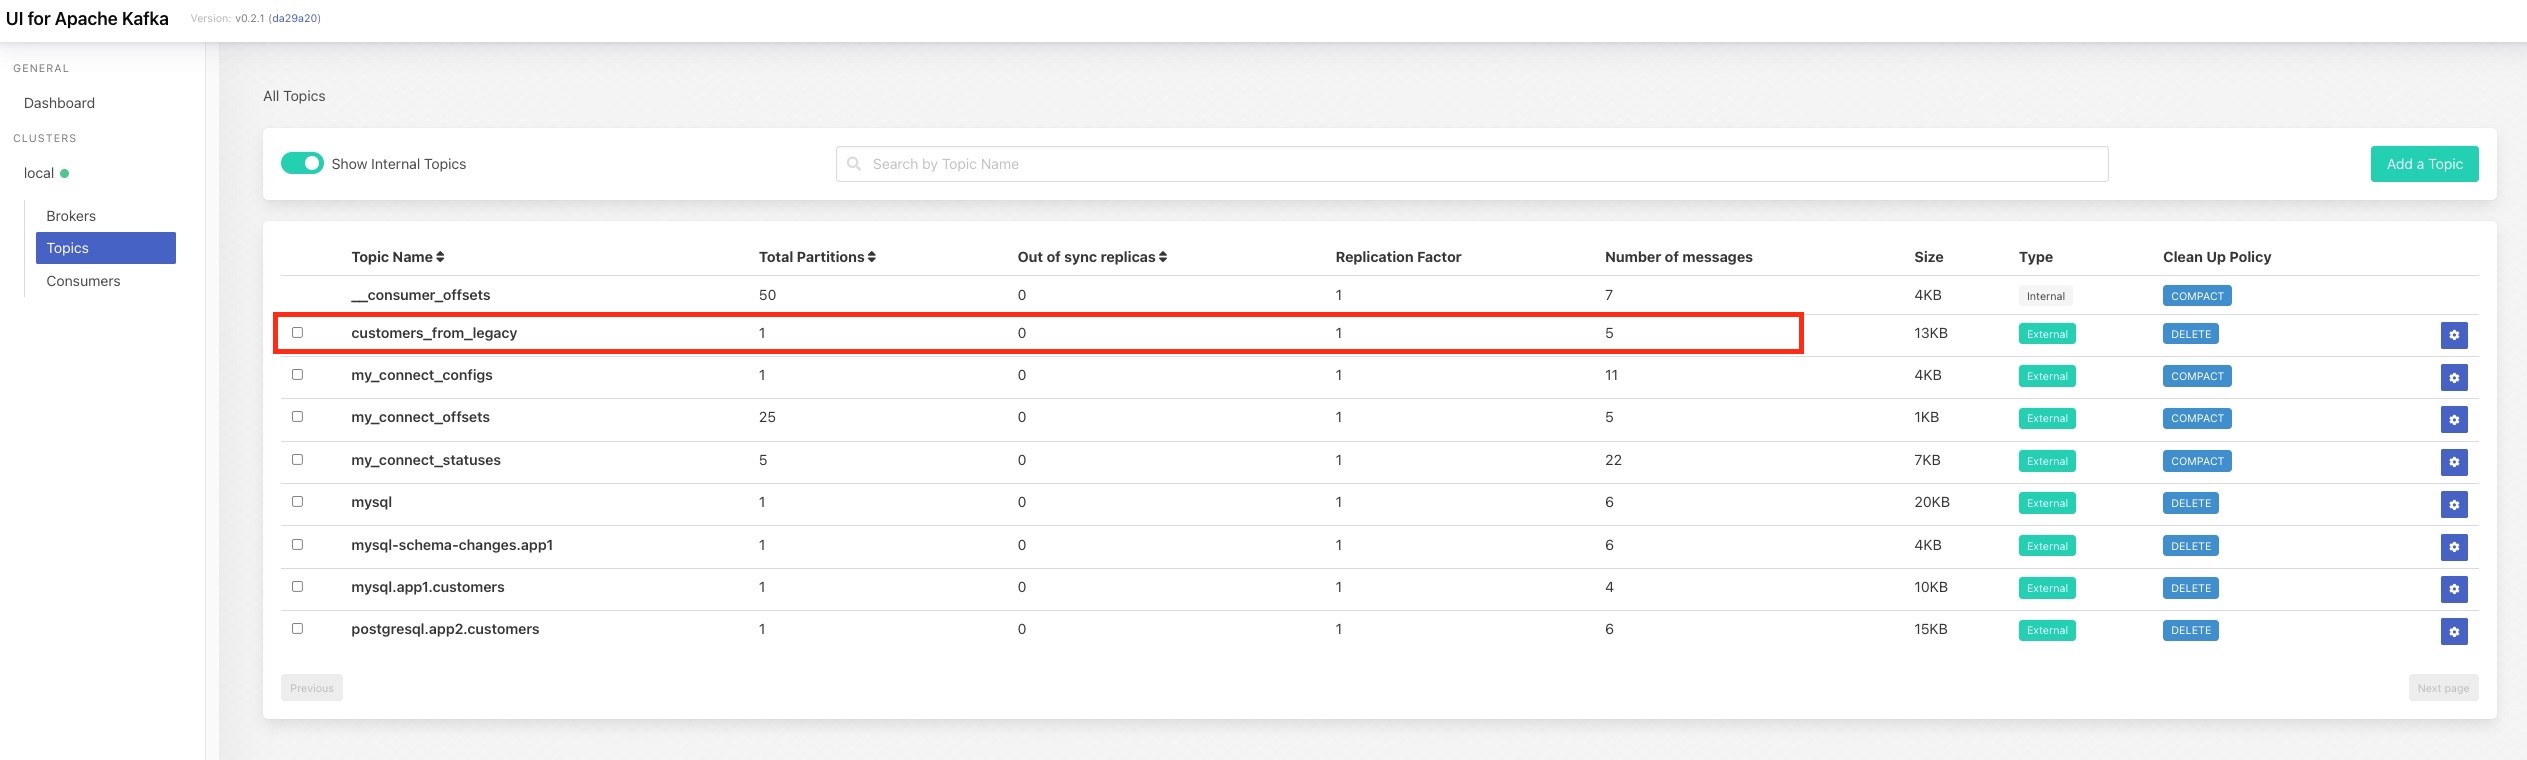 UI for Apache Kafka Version: v0.2.1 (da29a20)
GENERAL
Dashboard
CLUSTERS
local
Brokers
Topics
Consumers
All Topics
Show Internal Topics Search by Topic Name Add a Topic
Topic Name Total Partitions Out of sync replicas Replication Factor Number of messages Size Type Clean Up Policy
__consumer_offsets 50 0 1 7 4KB Internal COMPACT
customers_from_legacy 1 0 1 5 13KB External DELETE
my_connect_configs 1 0 1 11 4KB External COMPACT
my_connect_offsets 25 0 1 5 1KB External COMPACT
my_connect_statuses 5 0 1 22 7KB External COMPACT
mysql 1 0 1 6 20KB External DELETE
mysql-schema-changes.app1 1 0 1 6 4KB External DELETE
mysql.app1.customers 1 0 1 4 10KB External DELETE
postgresql.app2.customers 1 0 1 6 15KB External DELETE
Previous Next page